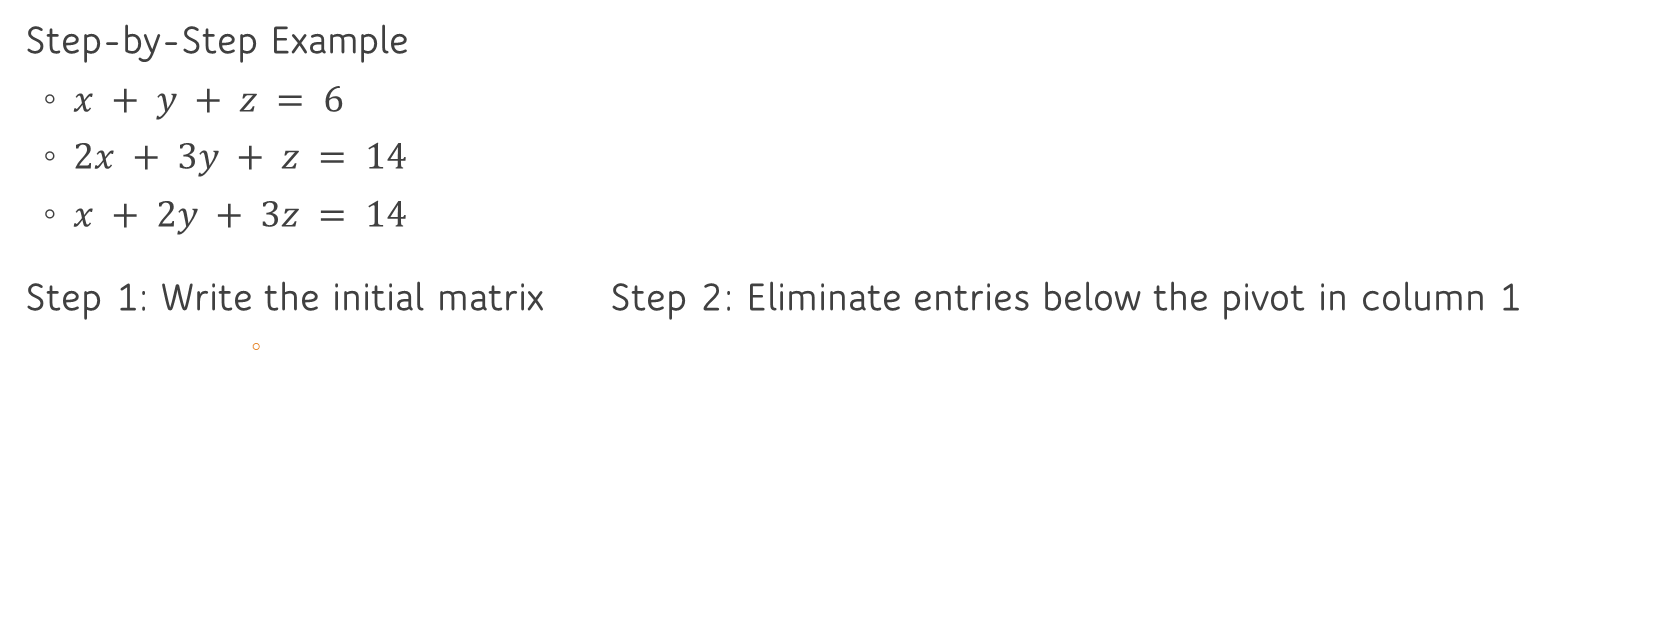 Step-by-Step Example
◦ x + y + z = 6
◦ 2x + 3y + z = 14
◦ x + 2y + 3z = 14
Step 1: Write the initial matrix
Step 2: Eliminate entries below the pivot in column 1